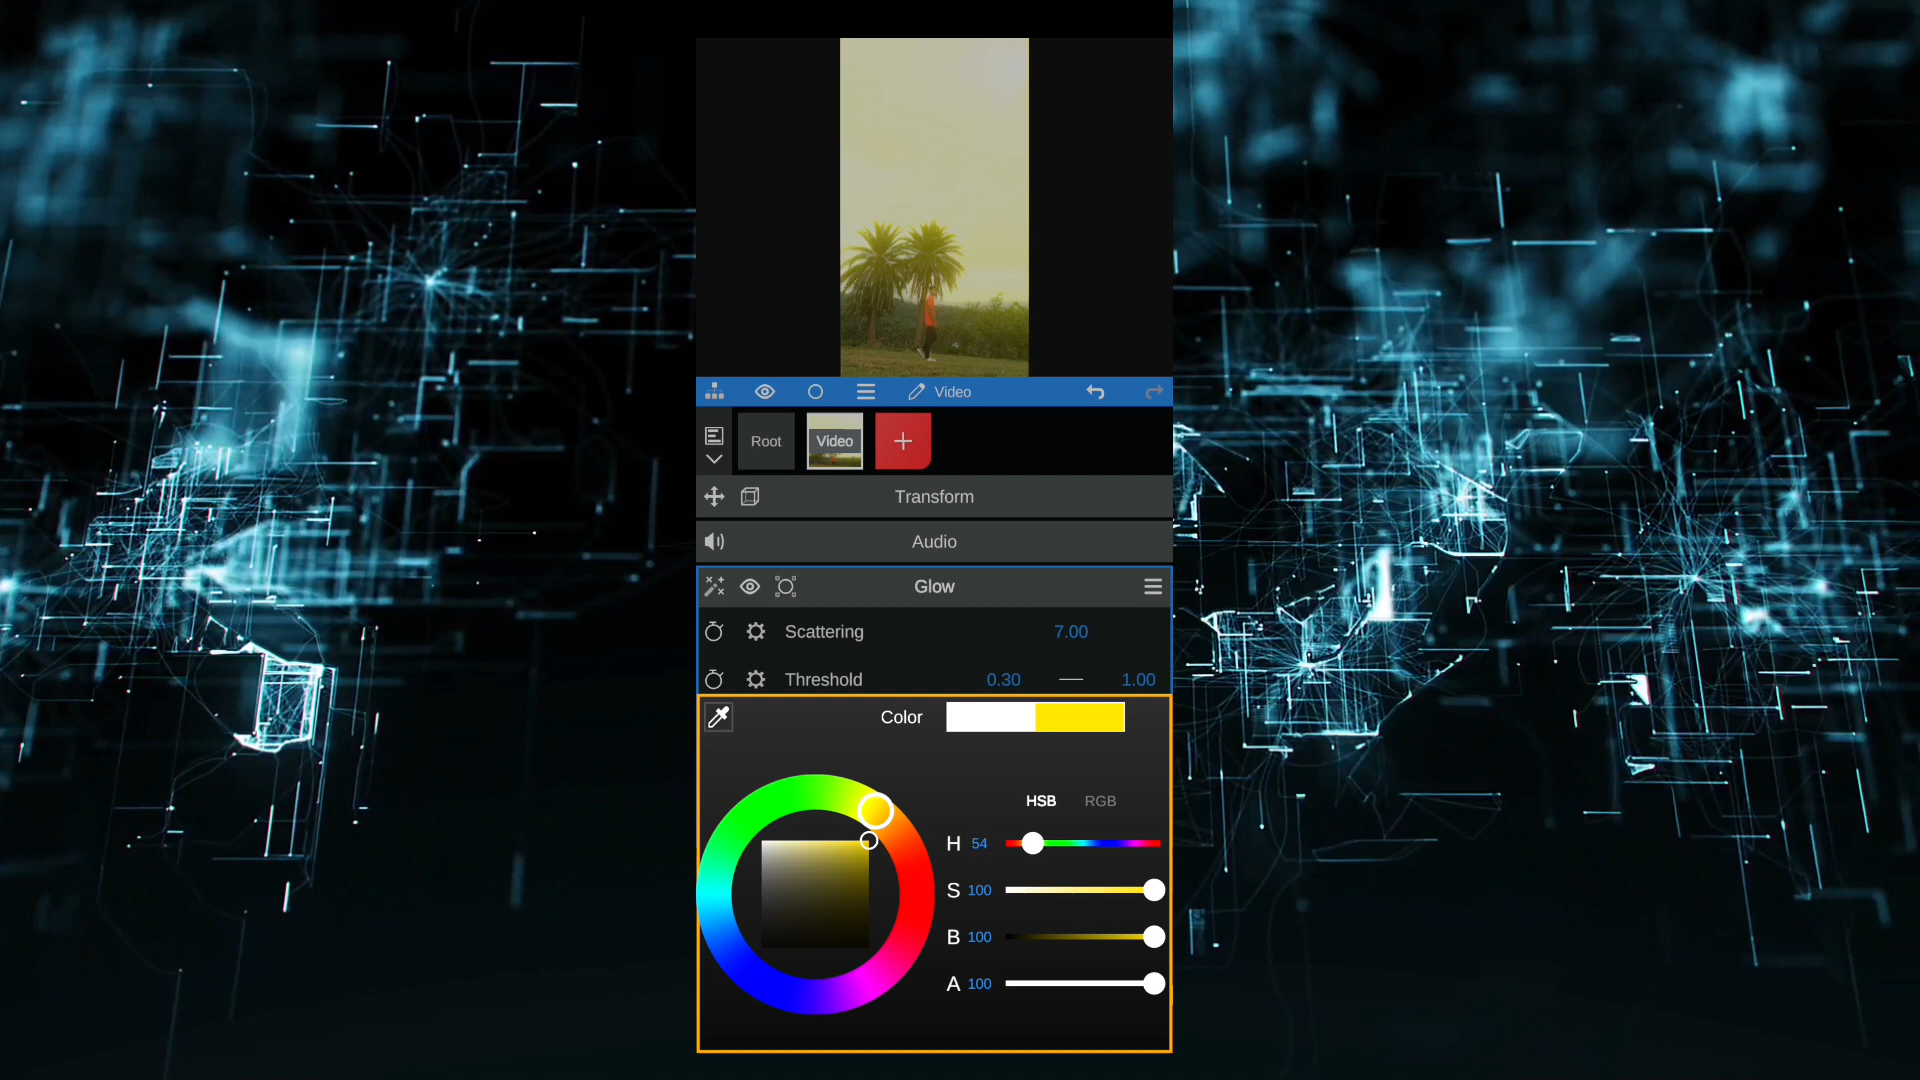 Video
Root
Video
Transform
Audio
Glow
Scattering 7.00
Threshold 0.30 — 1.00
Color
HSB RGB
H 54
S 100
B 100
A 100